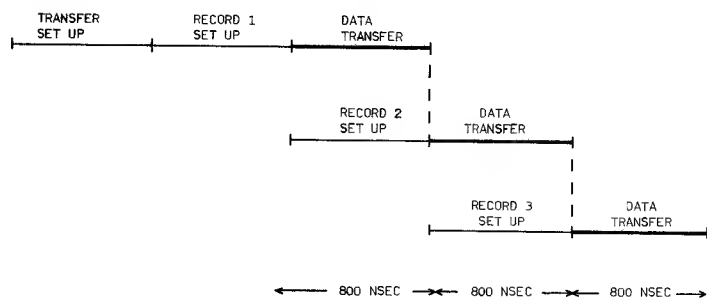 TRANSFER
SET UP
RECORD 1
SET UP
DATA
TRANSFER
RECORD 2
SET UP
DATA
TRANSFER
RECORD 3
SET UP
DATA
TRANSFER
800 NSEC
800 NSEC
800 NSEC